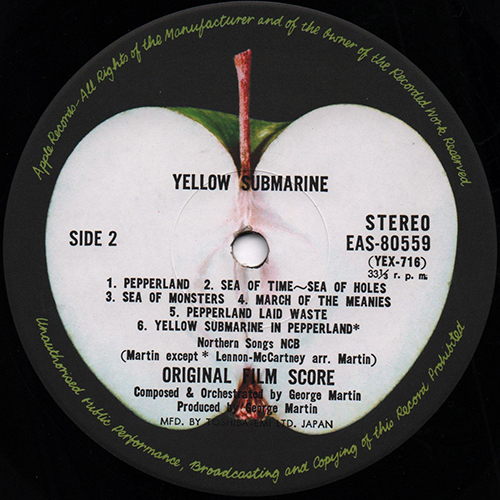 Apple Records-All Rights of the Manufacturer and of the Owner of the Recorded Work Reserved
YELLOW SUBMARINE
SIDE 2
STEREO
EAS-80559
(YEX-716)
33⅓ r. p. m.
1. PEPPERLAND 2. SEA OF TIME~SEA OF HOLES
3. SEA OF MONSTERS 4. MARCH OF THE MEANIES
5. PEPPERLAND LAID WASTE
6. YELLOW SUBMARINE IN PEPPERLAND*
Northern Songs NCB
(Martin except * Lennon-McCartney arr. Martin)
ORIGINAL FILM SCORE
Composed & Orchestrated by George Martin
Produced by George Martin
MFD. BY TOSHIBA-EMI LTD. JAPAN
Unauthorised Public Performance, Broadcasting and Copying of this Record Prohibited